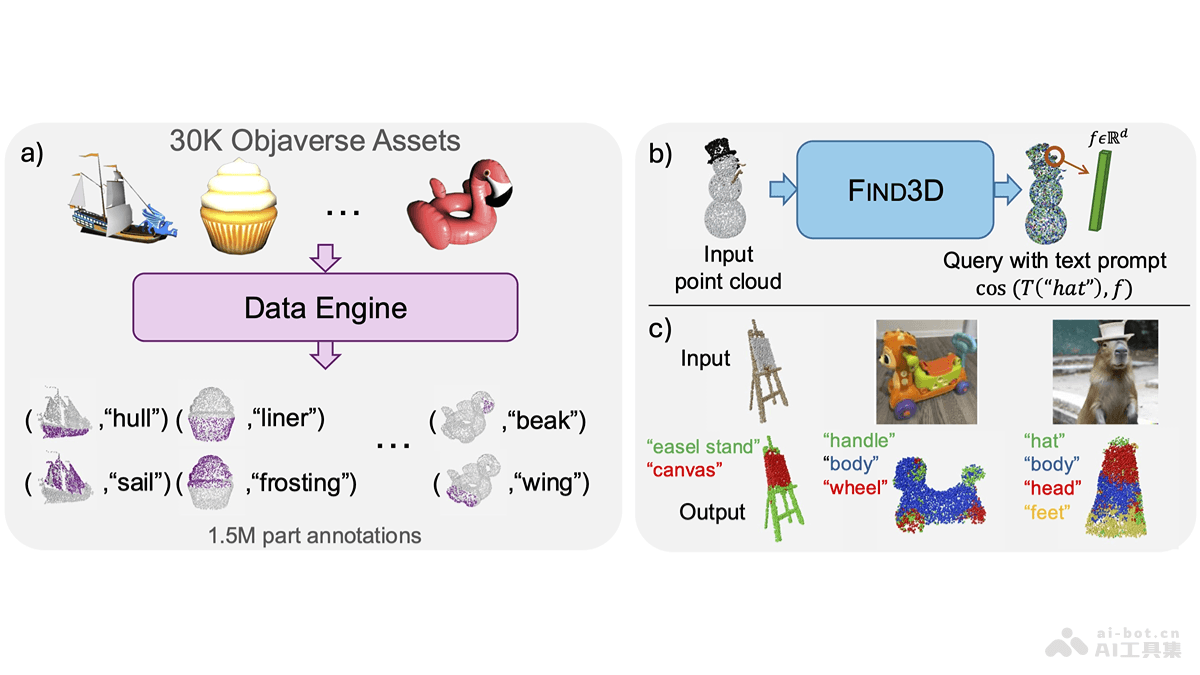 a)
30K Objaverse Assets
...
Data Engine
( ,“hull”) ( ,“liner”)
...
( ,“beak”)
( ,“sail”) ( ,“frosting”)
( ,“wing”)
1.5M part annotations
b)
fϵℝᵈ
FIND3D
Input
point cloud
Query with text prompt
cos (T(“hat”), f)
c)
Input
“easel stand”
“canvas”
“handle”
“body”
“wheel”
“hat”
“body”
“head”
“feet”
Output
ai-bot.cn
AI工具集